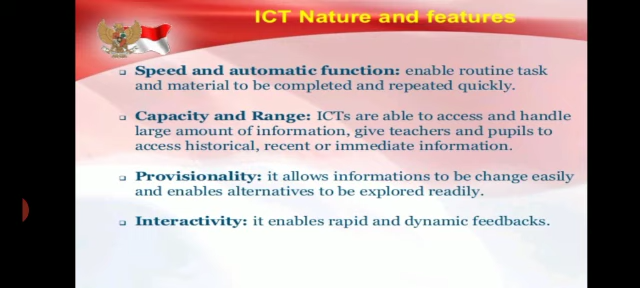 ICT Nature and features
Speed and automatic function: enable routine task
and material to be completed and repeated quickly.
Capacity and Range: ICTs are able to access and handle
large amount of information, give teachers and pupils to
access historical, recent or immediate information.
Provisionality: it allows informations to be change easily
and enables alternatives to be explored readily.
Interactivity: it enables rapid and dynamic feedbacks.